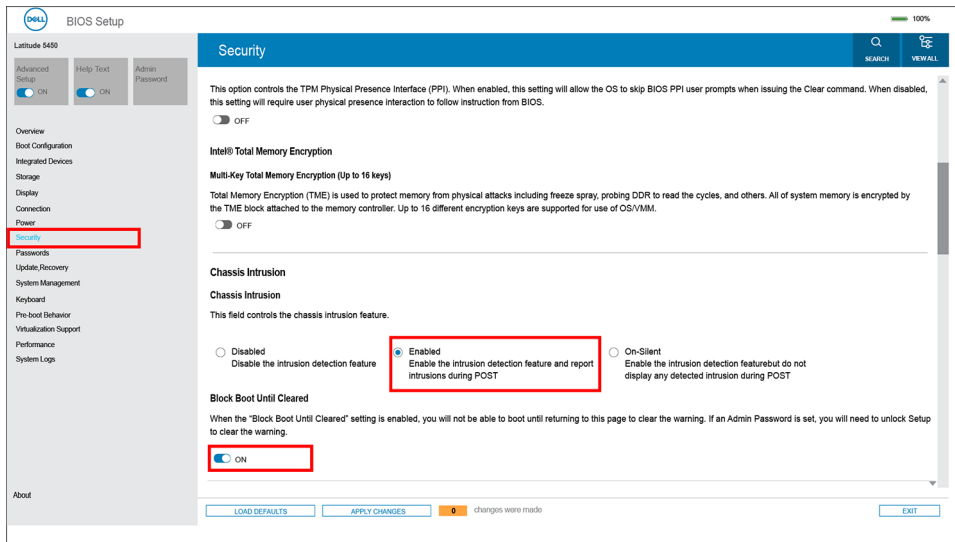 DELL
BIOS Setup
100%
Latitude 5450
Advanced Setup
ON
Help Text
ON
Admin Password
Overview
Boot Configuration
Integrated Devices
Storage
Display
Connection
Power
Security
Passwords
Update,Recovery
System Management
Keyboard
Pre-boot Behavior
Virtualization Support
Performance
System Logs
About
Security
SEARCH
VIEW ALL
This option controls the TPM Physical Presence Interface (PPI). When enabled, this setting will allow the OS to skip BIOS PPI user prompts when issuing the Clear command. When disabled,
this setting will require user physical presence interaction to follow instruction from BIOS.
OFF
Intel® Total Memory Encryption
Multi-Key Total Memory Encryption (Up to 16 keys)
Total Memory Encryption (TME) is used to protect memory from physical attacks including freeze spray, probing DDR to read the cycles, and others. All of system memory is encrypted by
the TME block attached to the memory controller. Up to 16 different encryption keys are supported for use of OS/VMM.
OFF
Chassis Intrusion
Chassis Intrusion
This field controls the chassis intrusion feature.
Disabled
Disable the intrusion detection feature
Enabled
Enable the intrusion detection feature and report
intrusions during POST
On-Silent
Enable the intrusion detection featurebut do not
display any detected intrusion during POST
Block Boot Until Cleared
When the “Block Boot Until Cleared” setting is enabled, you will not be able to boot until returning to this page to clear the warning. If an Admin Password is set, you will need to unlock Setup
to clear the warning.
ON
LOAD DEFAULTS
APPLY CHANGES
0
changes were made
EXIT